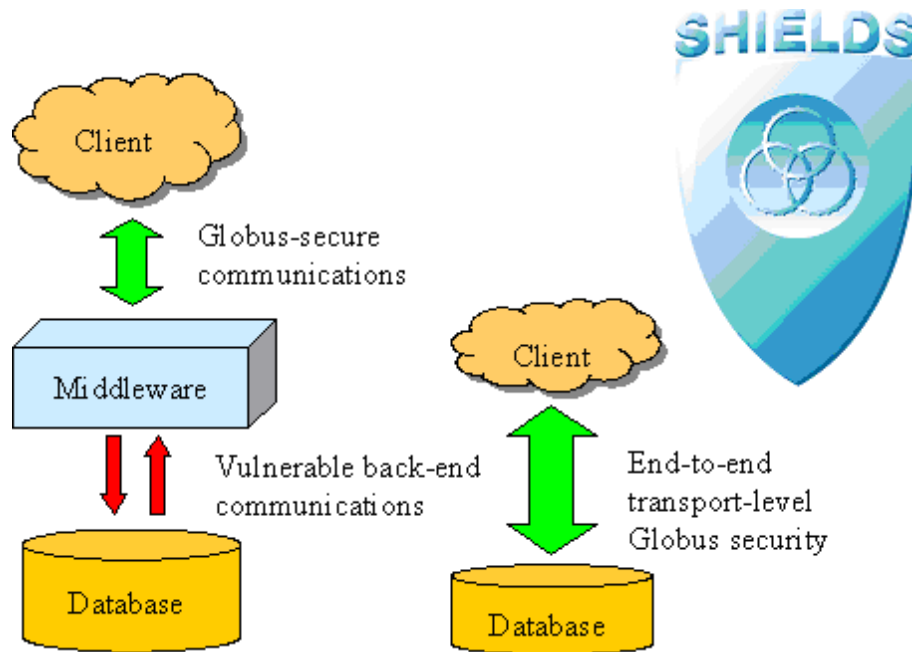 SHIELDS
Client
Globus-secure
communications
Middleware
Vulnerable back-end
communications
Database
Client
End-to-end
transport-level
Globus security
Database